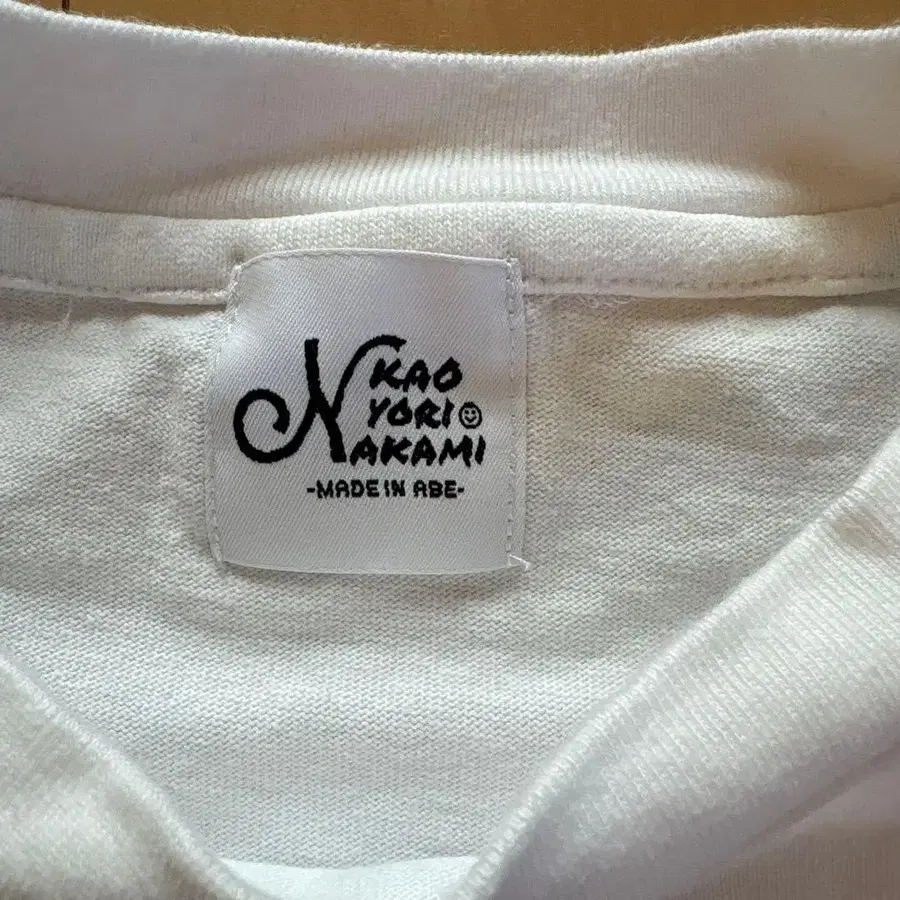 KAO
YORI
NAKAMI
-MADE IN ABE-